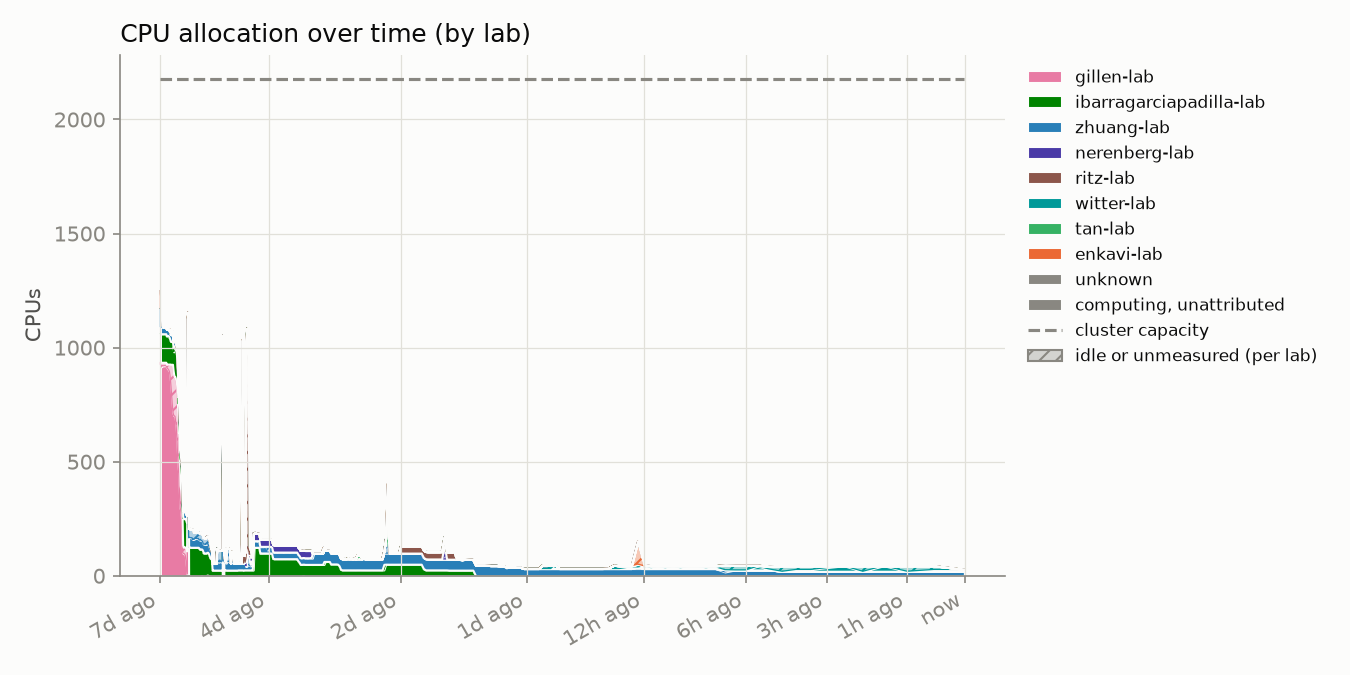 CPU allocation over time (by lab)
CPUs
2000
1500
1000
500
0
7d ago
4d ago
2d ago
1d ago
12h ago
6h ago
3h ago
1h ago
now
gillen-lab
ibarragarciapadilla-lab
zhuang-lab
nerenberg-lab
ritz-lab
witter-lab
tan-lab
enkavi-lab
unknown
computing, unattributed
cluster capacity
idle or unmeasured (per lab)